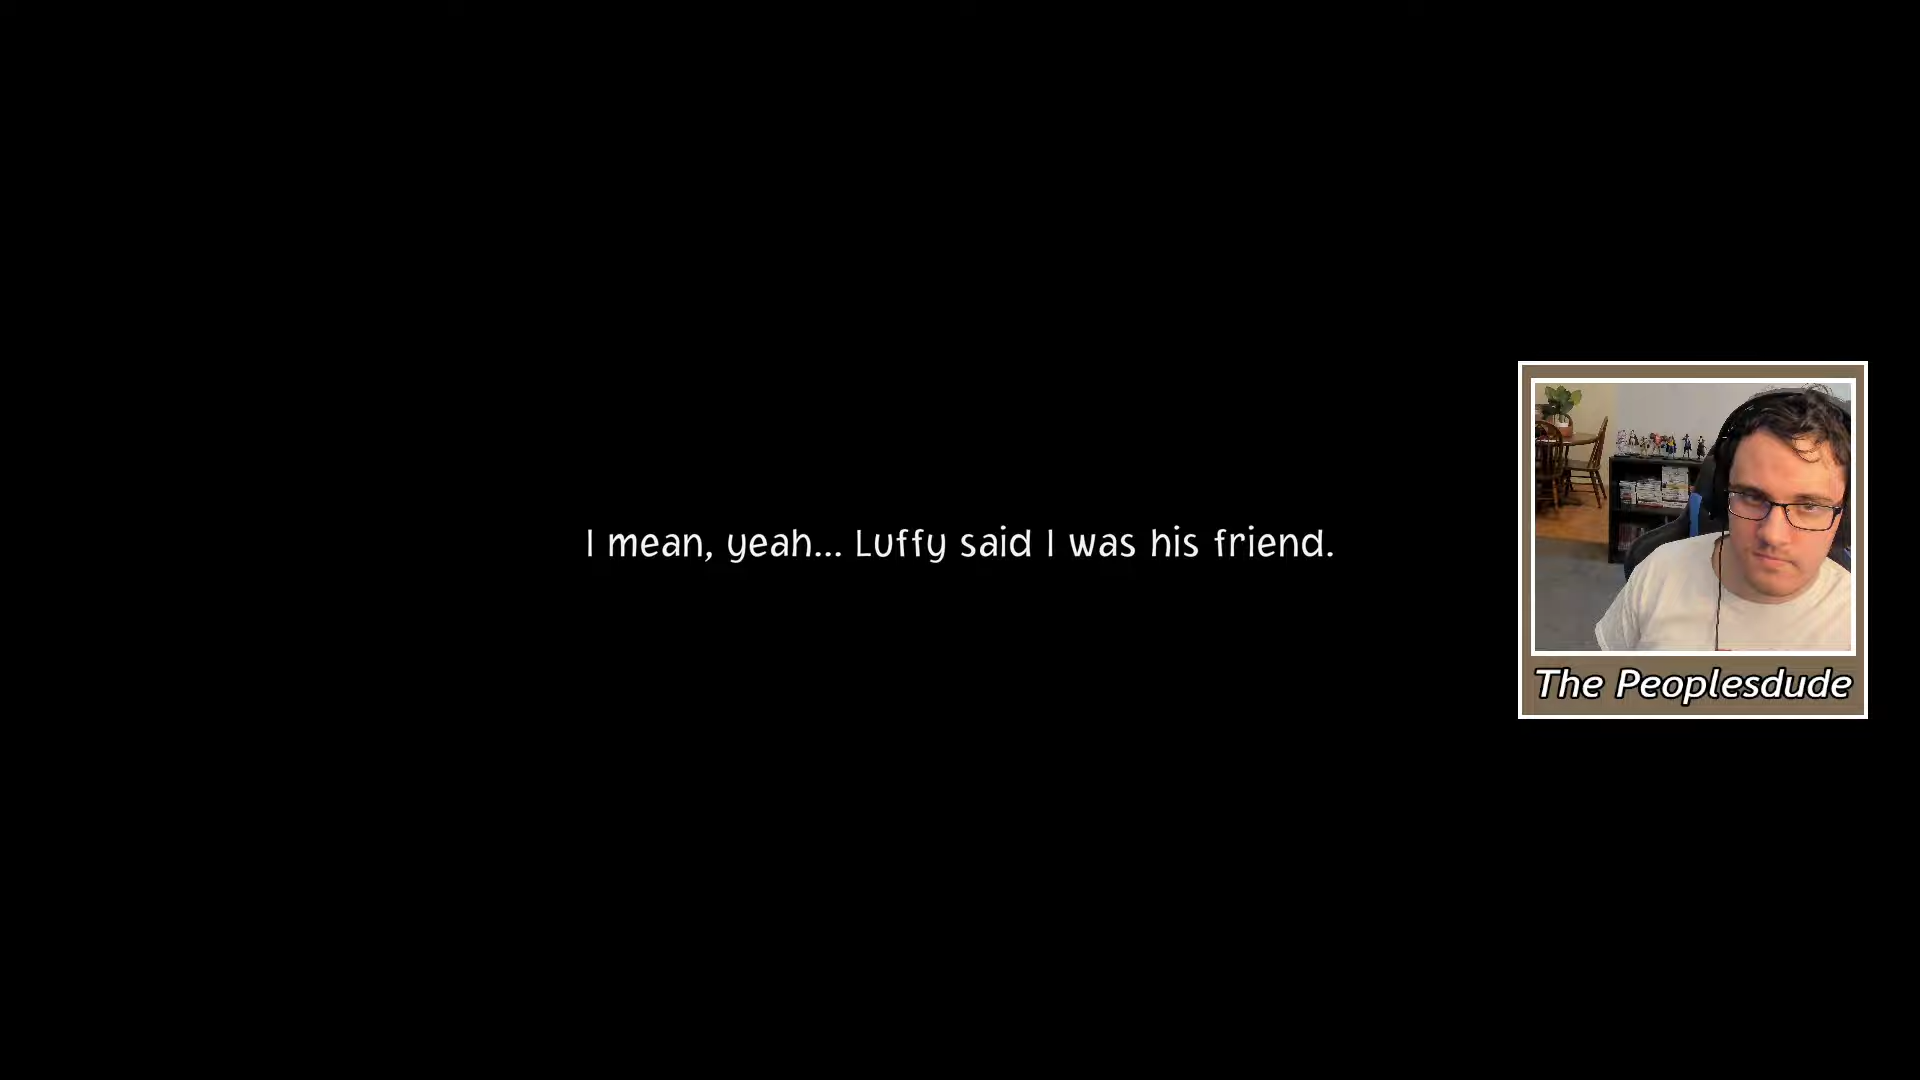 I mean, yeah... Luffy said I was his friend.
The Peoplesdude